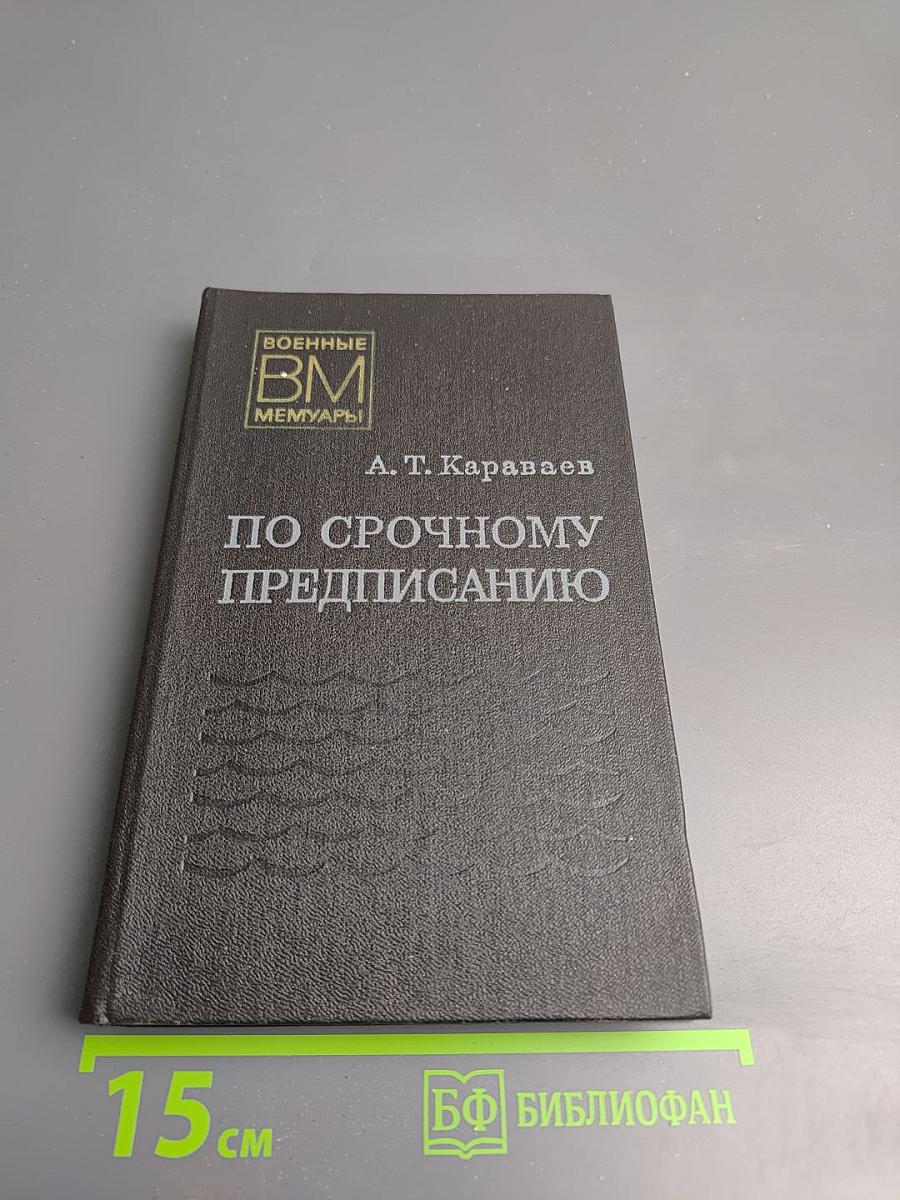 ВОЕННЫЕ
ВМ
МЕМУАРЫ
А. Т. Караваев
ПО СРОЧНОМУ
ПРЕДПИСАНИЮ
15 см
БФ БИБЛИОФАН